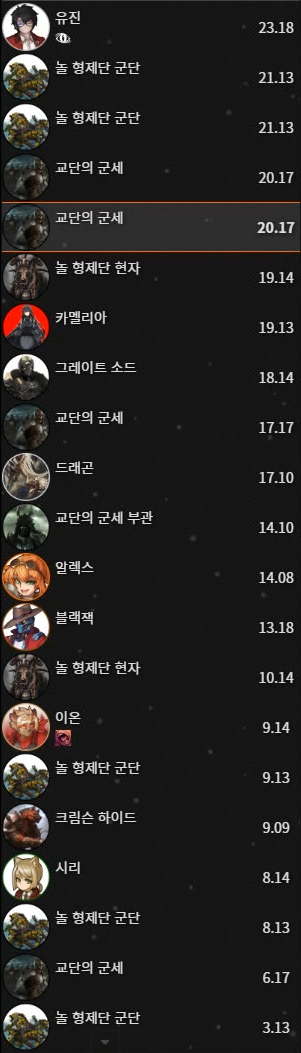 유진
23.18
놀 형제단 군단
21.13
놀 형제단 군단
21.13
교단의 군세
20.17
교단의 군세
20.17
놀 형제단 현자
19.14
카멜리아
19.13
그레이트 소드
18.14
교단의 군세
17.17
드래곤
17.10
교단의 군세 부관
14.10
알렉스
14.08
블랙잭
13.18
놀 형제단 현자
10.14
이온
9.14
놀 형제단 군단
9.13
크림슨 하이드
9.09
시리
8.14
놀 형제단 군단
8.13
교단의 군세
6.17
놀 형제단 군단
3.13